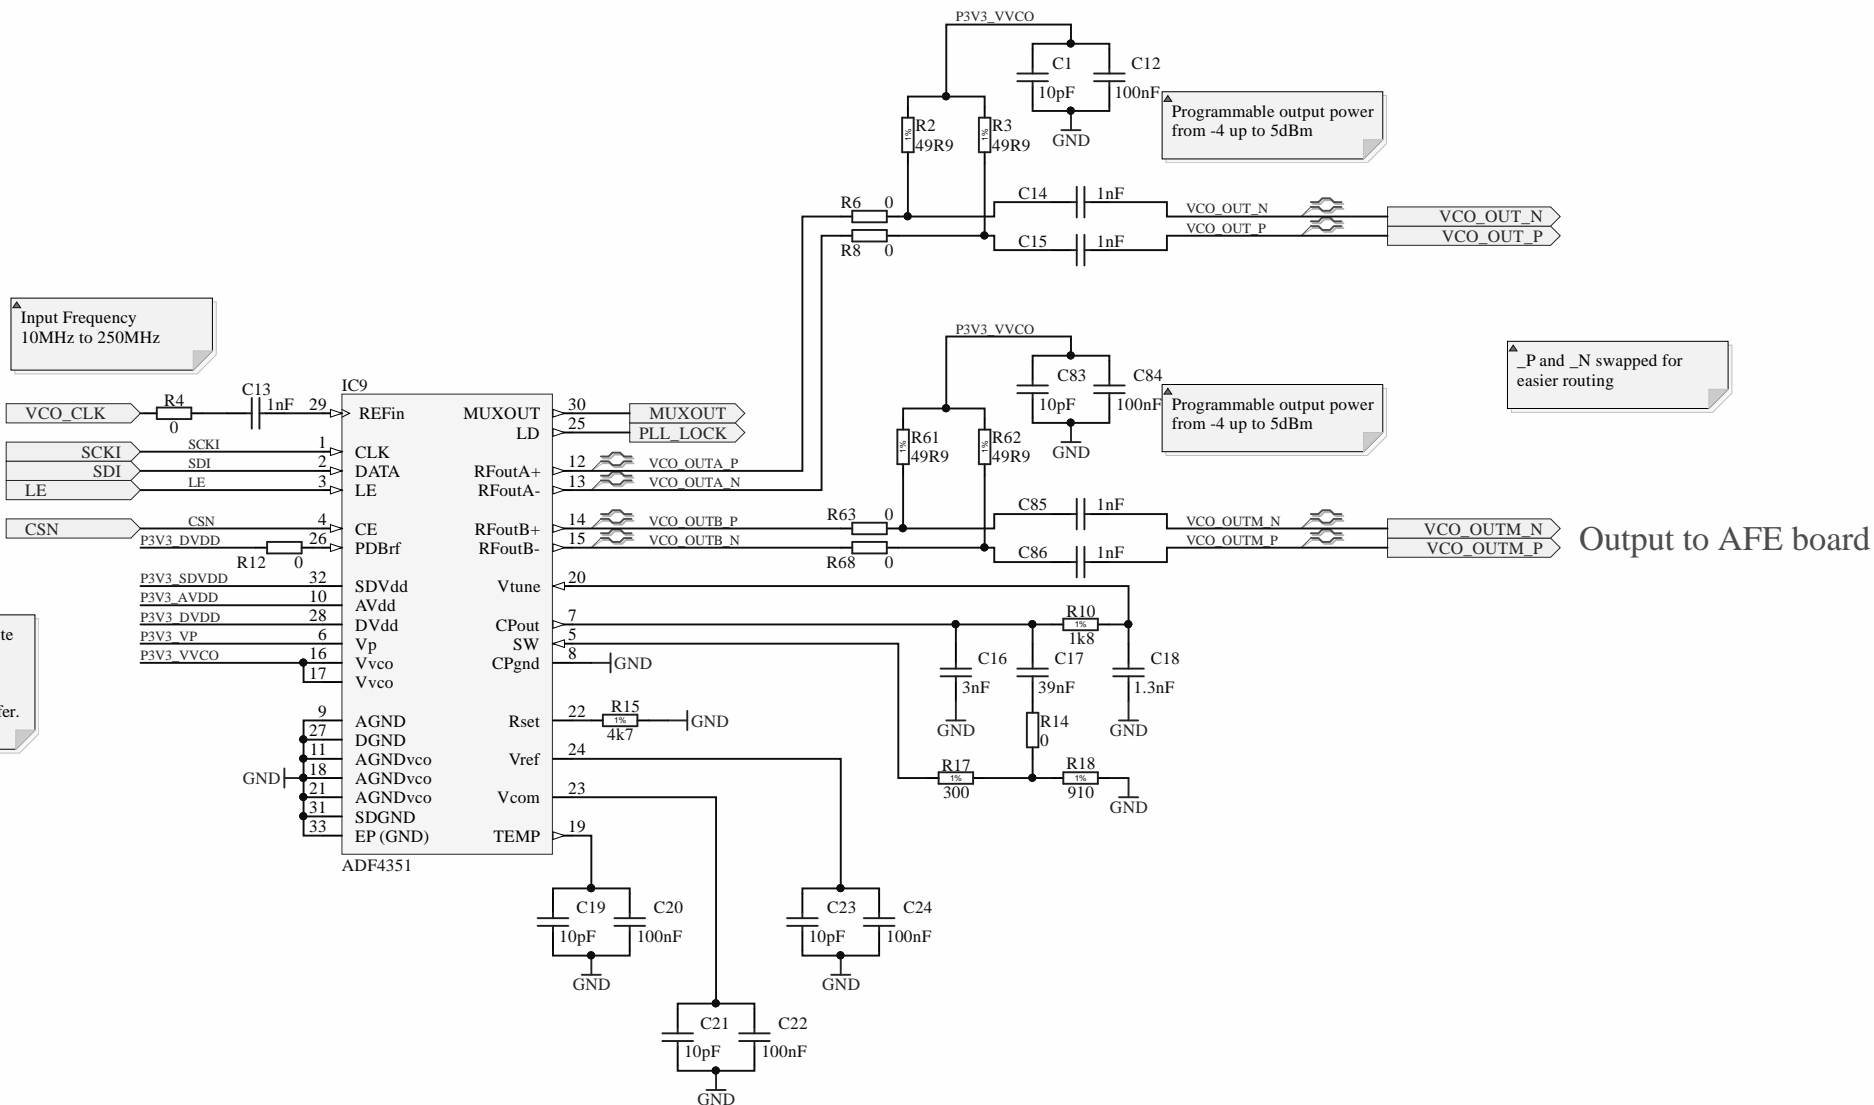 P3V3_VVCO
C1
10pF
C12
100nF
R2
1%
49R9
R3
1%
49R9
GND
Programmable output power
from -4 up to 5dBm
R6
0
R8
0
C14
1nF
C15
1nF
VCO_OUT_N
VCO_OUT_P
VCO_OUT_N
VCO_OUT_P
Input Frequency
10MHz to 250MHz
P3V3_VVCO
C83
10pF
C84
100nF
R61
1%
49R9
R62
1%
49R9
GND
Programmable output power
from -4 up to 5dBm
_P and _N swapped for
easier routing
R63
0
R68
0
C85
1nF
C86
1nF
VCO_OUTM_N
VCO_OUTM_P
VCO_OUTM_N
VCO_OUTM_P
Output to AFE board
VCO_CLK
R4
0
C13
1nF
SCKI
SCKI
SDI
SDI
LE
LE
CSN
CSN
P3V3_DVDD
R12
0
P3V3_SDVDD
P3V3_AVDD
P3V3_DVDD
P3V3_VP
P3V3_VVCO
te
fer.
GND
IC9
29 REFin
1 CLK
2 DATA
3 LE
4 CE
26 PDBrf
32 SDVdd
10 AVdd
28 DVdd
6 Vp
16 Vvco
17 Vvco
9 AGND
27 DGND
11 AGNDvco
18 AGNDvco
21 AGNDvco
31 SDGND
33 EP (GND)
ADF4351
MUXOUT 30
LD 25
RFoutA+ 12
RFoutA- 13
RFoutB+ 14
RFoutB- 15
Vtune 20
CPout 7
SW 5
CPgnd 8
Rset 22
Vref 24
Vcom 23
TEMP 19
MUXOUT
PLL_LOCK
VCO_OUTA_P
VCO_OUTA_N
VCO_OUTB_P
VCO_OUTB_N
GND
R15
1%
4k7
GND
R10
1%
1k8
C16
3nF
GND
C17
39nF
C18
1.3nF
GND
R14
0
R17
1%
300
R18
1%
910
GND
C19
10pF
C20
100nF
GND
C23
10pF
C24
100nF
GND
C21
10pF
C22
100nF
GND